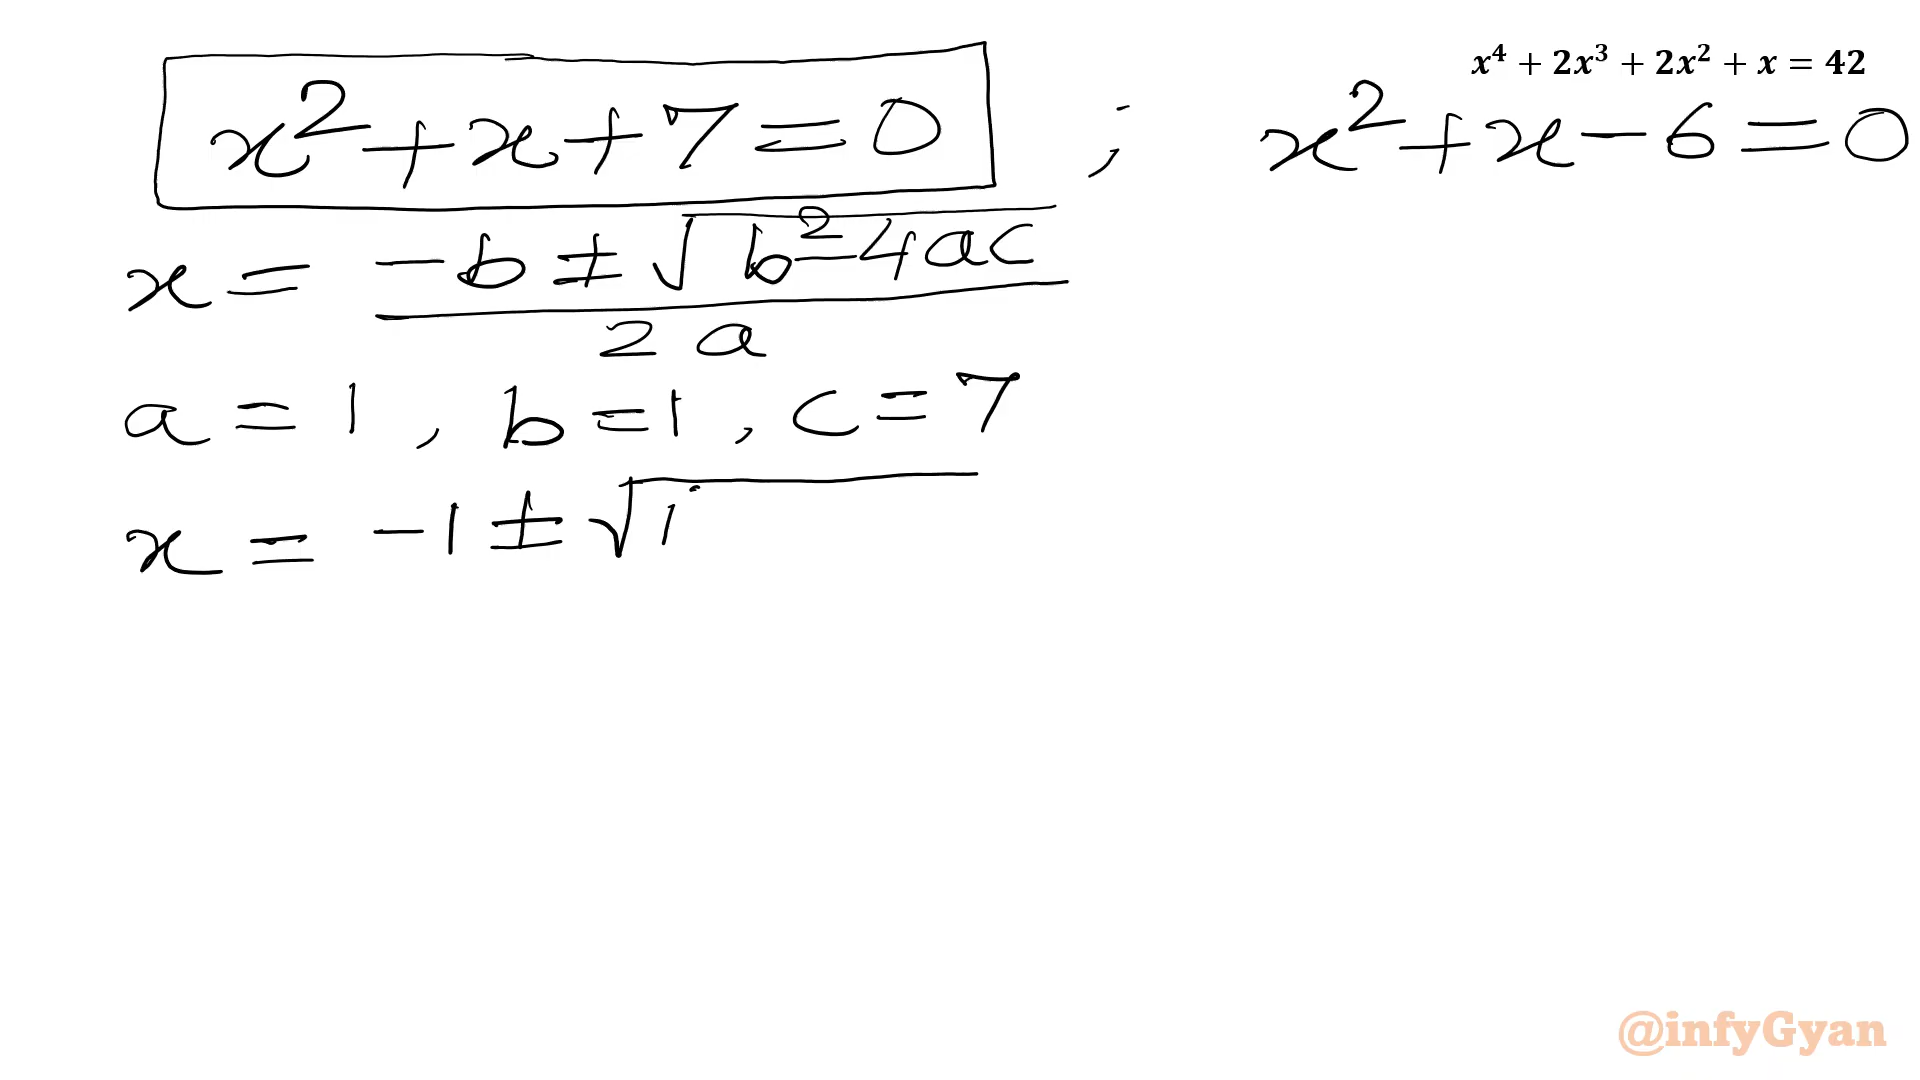 x⁴ + 2x³ + 2x² + x = 42
x² + x + 7 = 0 ; x² + x - 6 = 0
x = (-b ± √(b² - 4ac)) / 2a
a = 1 , b = 1 , c = 7
x = -1 ± √1
@infyGyan